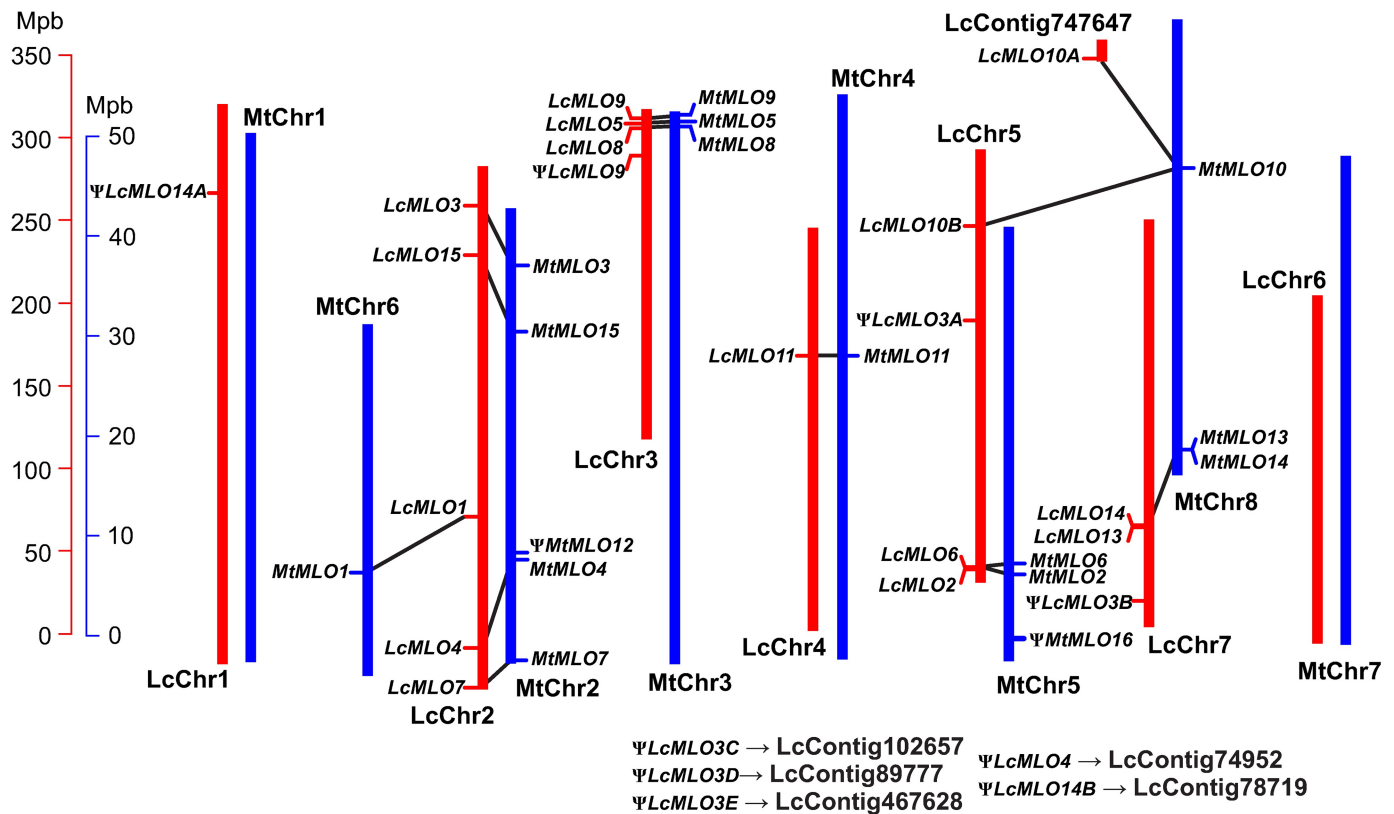 Mpb
LcContig747647
350
LcMLO10A
MtChr4
LcMLO9
MtMLO9
Mpb
MtChr1
LcMLO5
MtMLO5
300
50
LcMLO8
MtMLO8
LcChr5
ΨLcMLO9
MtMLO10
ΨLcMLO14A
LcMLO3
250
40
LcMLO10B
LcMLO15
MtMLO3
LcChr6
200
MtChr6
ΨLcMLO3A
30
MtMLO15
LcMLO11
MtMLO11
150
20
MtMLO13
LcChr3
MtMLO14
100
MtChr8
LcMLO1
LcMLO14
10
LcMLO13
50
ΨMtMLO12
LcMLO6
MtMLO6
MtMLO1
MtMLO4
LcMLO2
MtMLO2
ΨLcMLO3B
0
0
LcMLO4
LcChr4
ΨMtMLO16
LcChr7
MtMLO7
LcChr1
LcMLO7
MtChr2
MtChr3
MtChr5
MtChr7
LcChr2
ΨLcMLO3C → LcContig102657
ΨLcMLO4 → LcContig74952
ΨLcMLO3D→ LcContig89777
ΨLcMLO14B → LcContig78719
ΨLcMLO3E → LcContig467628